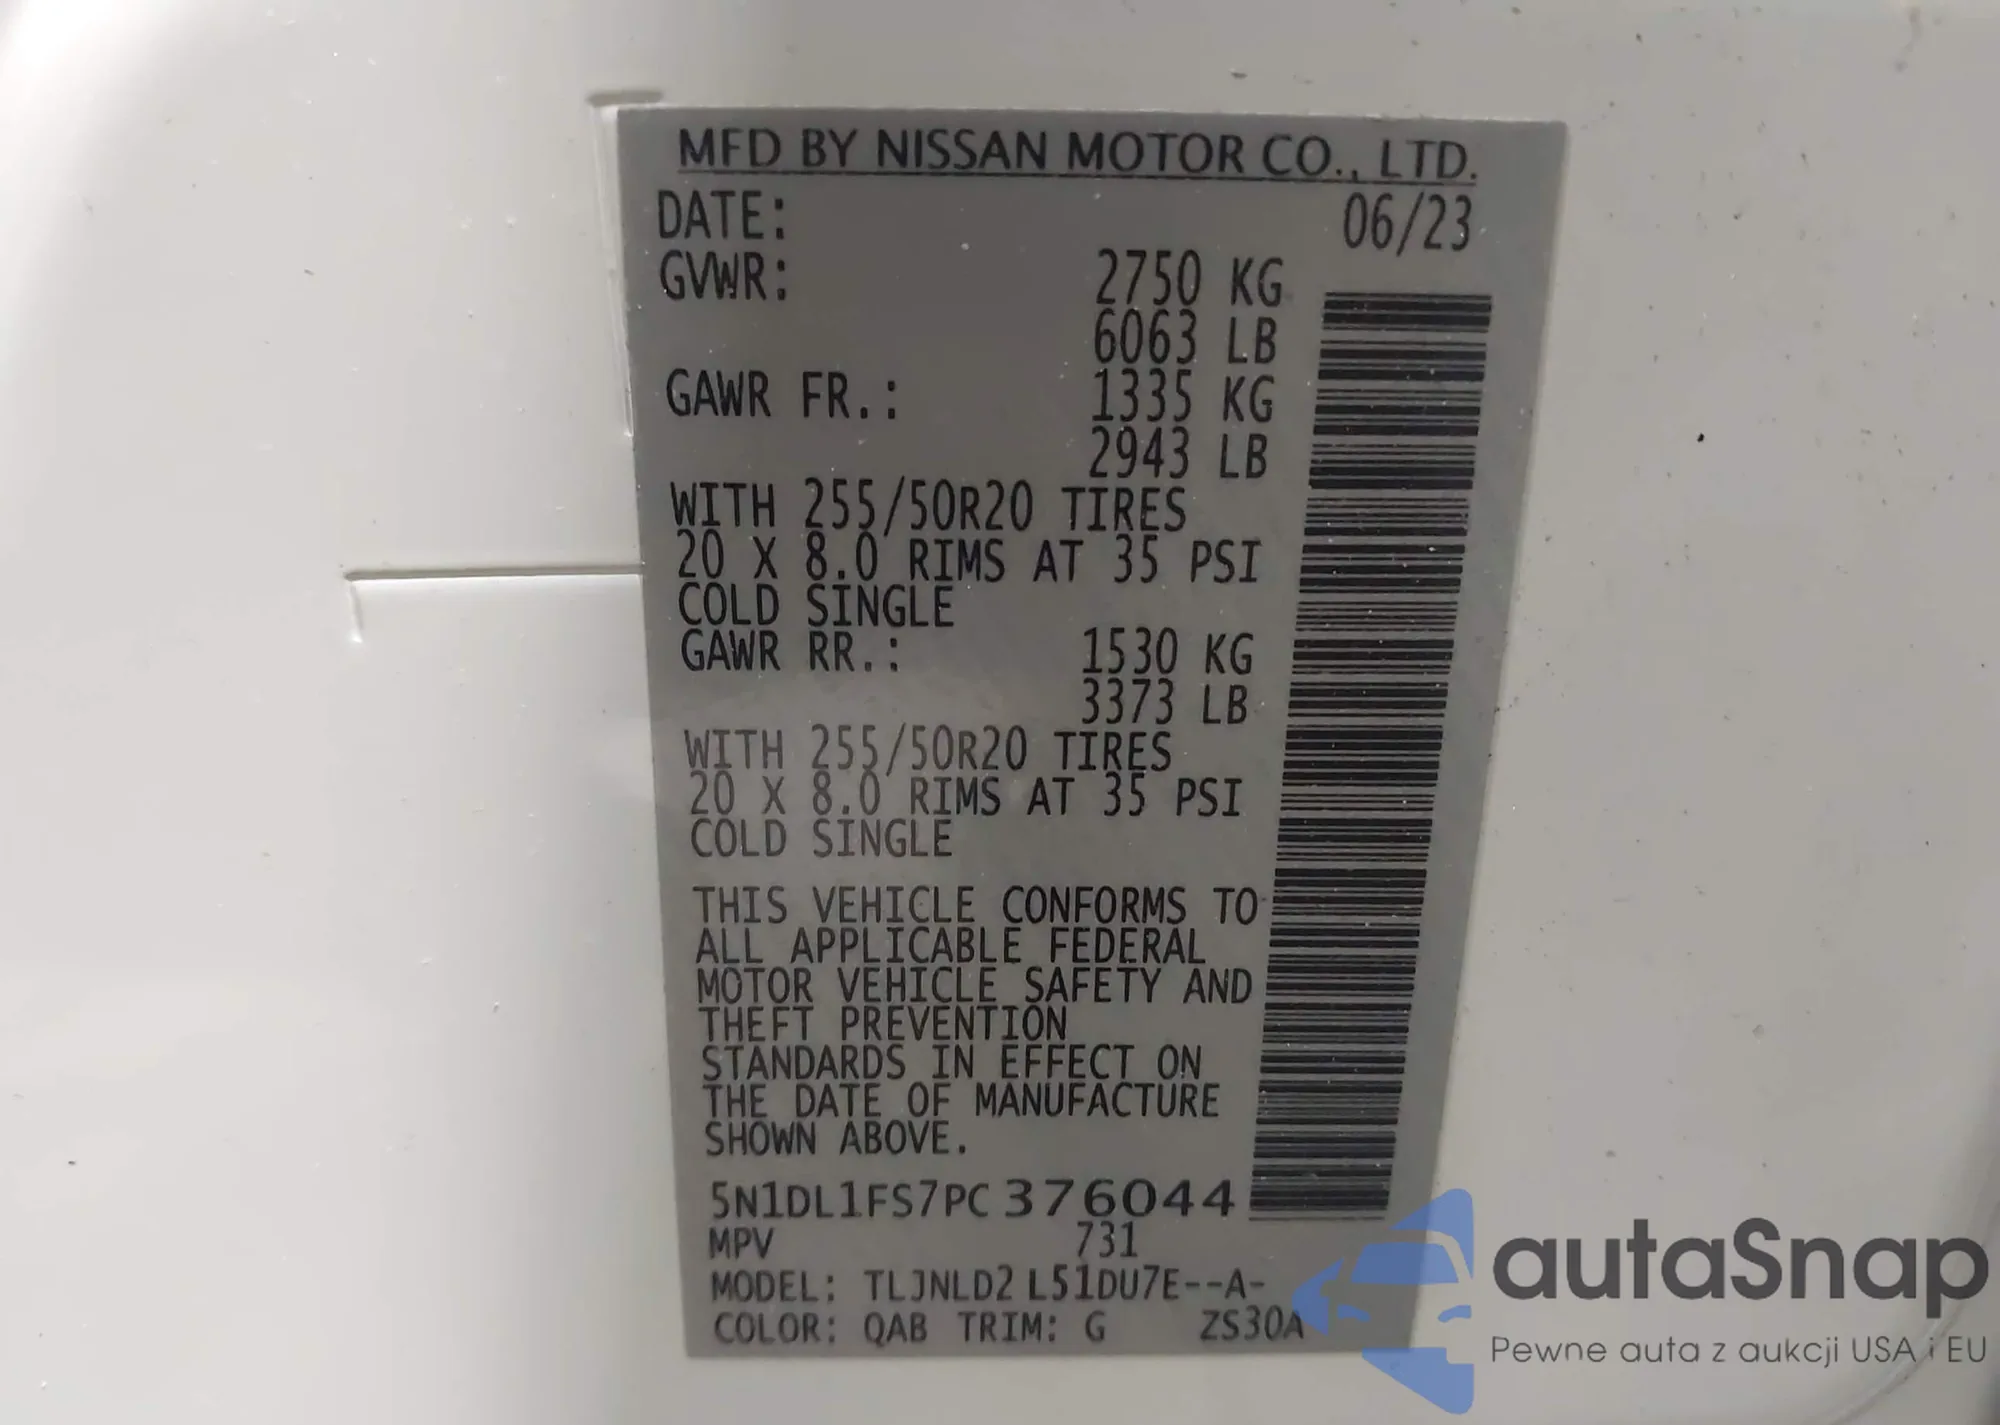 MFD BY NISSAN MOTOR CO., LTD.
DATE: 06/23
GVWR: 2750 KG
6063 LB
GAWR FR.: 1335 KG
2943 LB
WITH 255/50R20 TIRES
20 X 8.0 RIMS AT 35 PSI
COLD SINGLE
GAWR RR.: 1530 KG
3373 LB
WITH 255/50R20 TIRES
20 X 8.0 RIMS AT 35 PSI
COLD SINGLE
THIS VEHICLE CONFORMS TO
ALL APPLICABLE FEDERAL
MOTOR VEHICLE SAFETY AND
THEFT PREVENTION
STANDARDS IN EFFECT ON
THE DATE OF MANUFACTURE
SHOWN ABOVE.
5N1DL1FS7PC376044
MPV 731
MODEL: TLJNLD2 L51DU7E--A-
COLOR: QAB TRIM: G ZS30A
autaSnap
Pewne auta z aukcji USA i EU